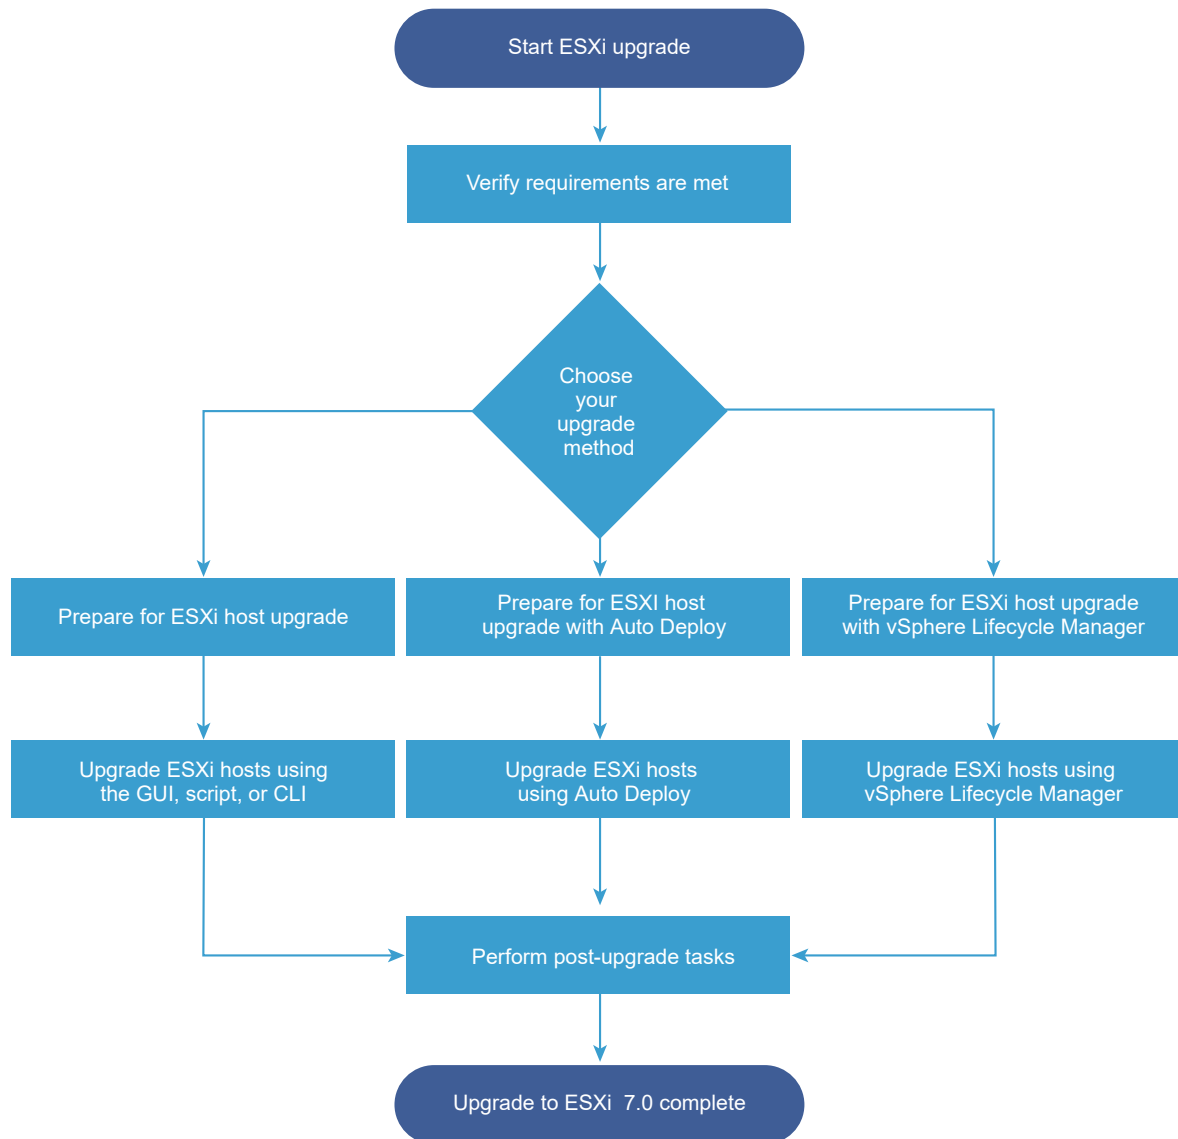 Start ESXi upgrade
Verify requirements are met
Choose
your
upgrade
method
Prepare for ESXi host upgrade
Prepare for ESXI host
upgrade with Auto Deploy
Prepare for ESXi host upgrade
with vSphere Lifecycle Manager
Upgrade ESXi hosts using
the GUI, script, or CLI
Upgrade ESXi hosts
using Auto Deploy
Upgrade ESXi hosts using
vSphere Lifecycle Manager
Perform post-upgrade tasks
Upgrade to ESXi  7.0 complete